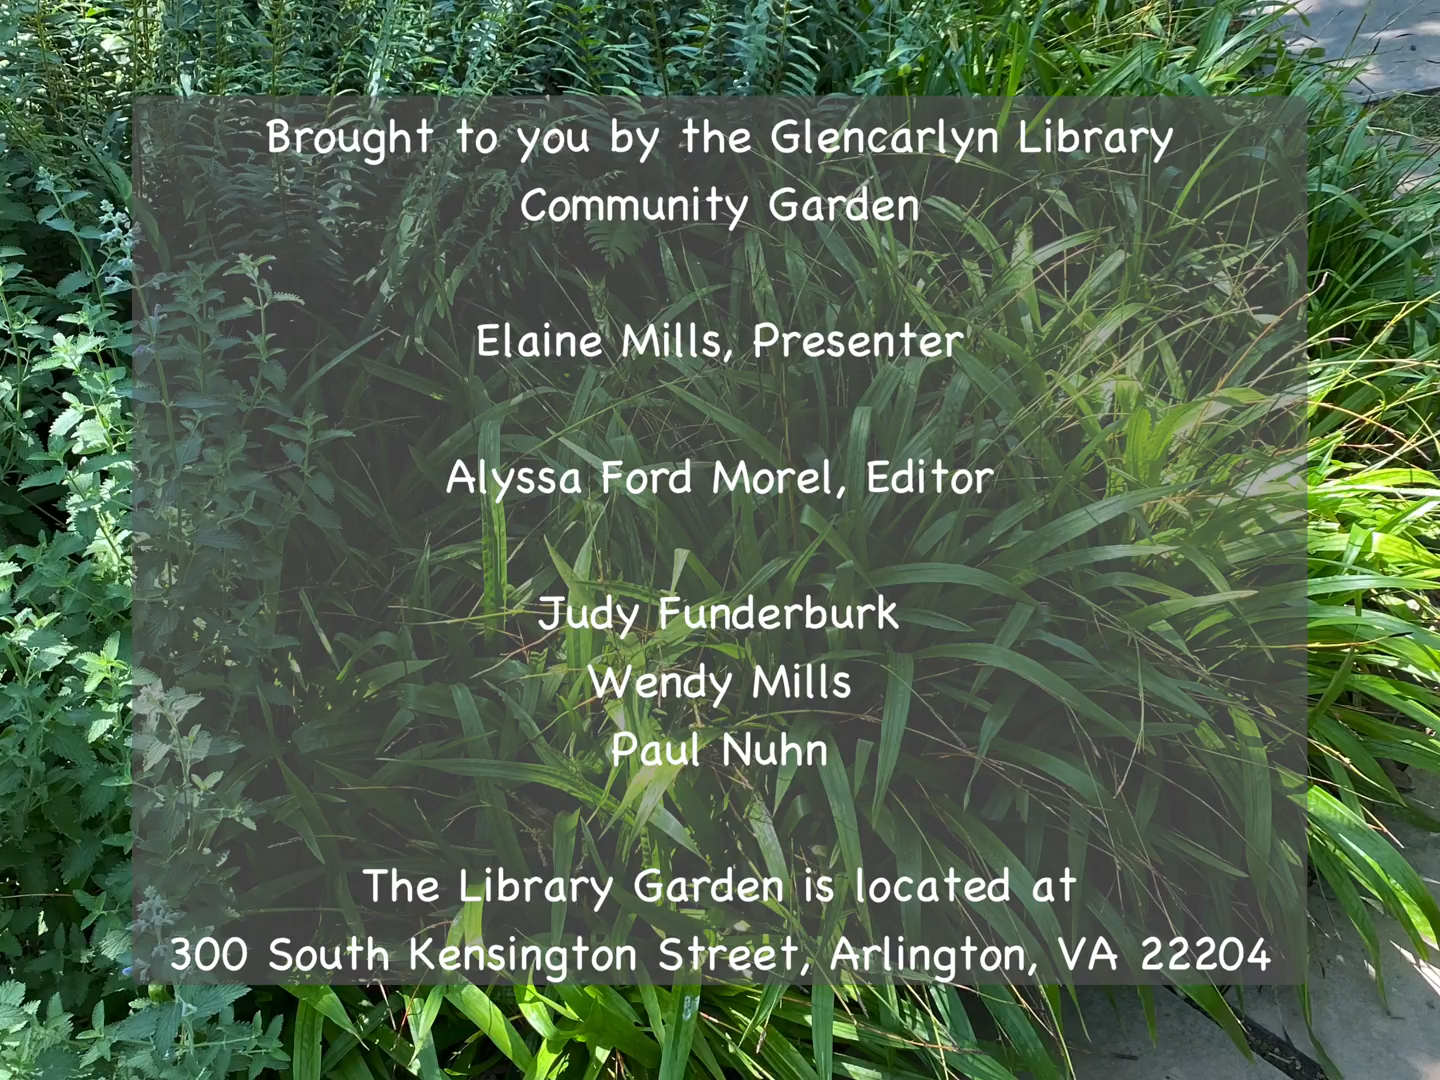 Brought to you by the Glencarlyn Library
Community Garden
Elaine Mills, Presenter
Alyssa Ford Morel, Editor
Judy Funderburk
Wendy Mills
Paul Nuhn
The Library Garden is located at
300 South Kensington Street, Arlington, VA 22204